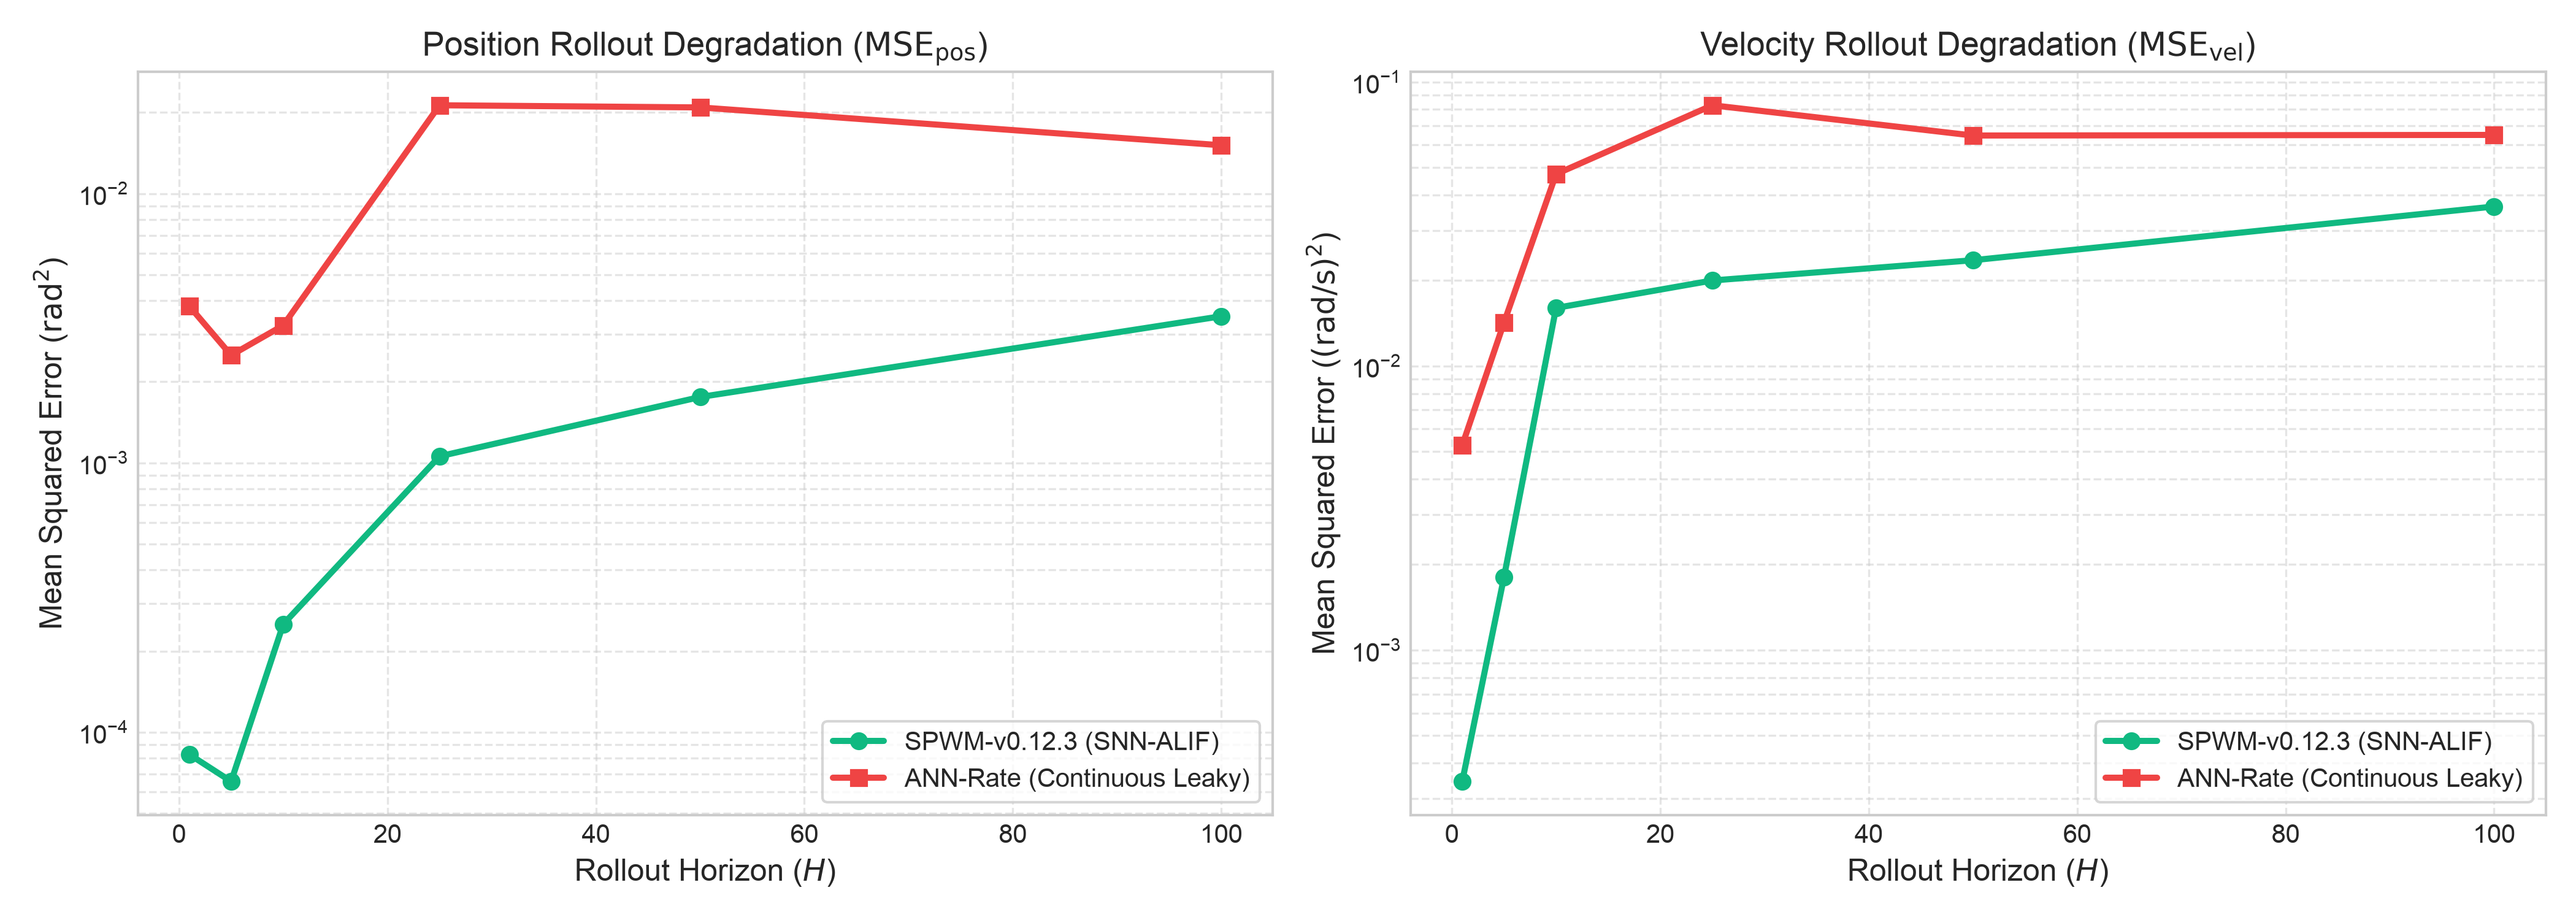 Position Rollout Degradation (MSE_pos)
Mean Squared Error (rad²)
10⁻²
10⁻³
10⁻⁴
0 20 40 60 80 100
Rollout Horizon (H)
SPWM-v0.12.3 (SNN-ALIF)
ANN-Rate (Continuous Leaky)
Velocity Rollout Degradation (MSE_vel)
Mean Squared Error ((rad/s)²)
10⁻¹
10⁻²
10⁻³
0 20 40 60 80 100
Rollout Horizon (H)
SPWM-v0.12.3 (SNN-ALIF)
ANN-Rate (Continuous Leaky)